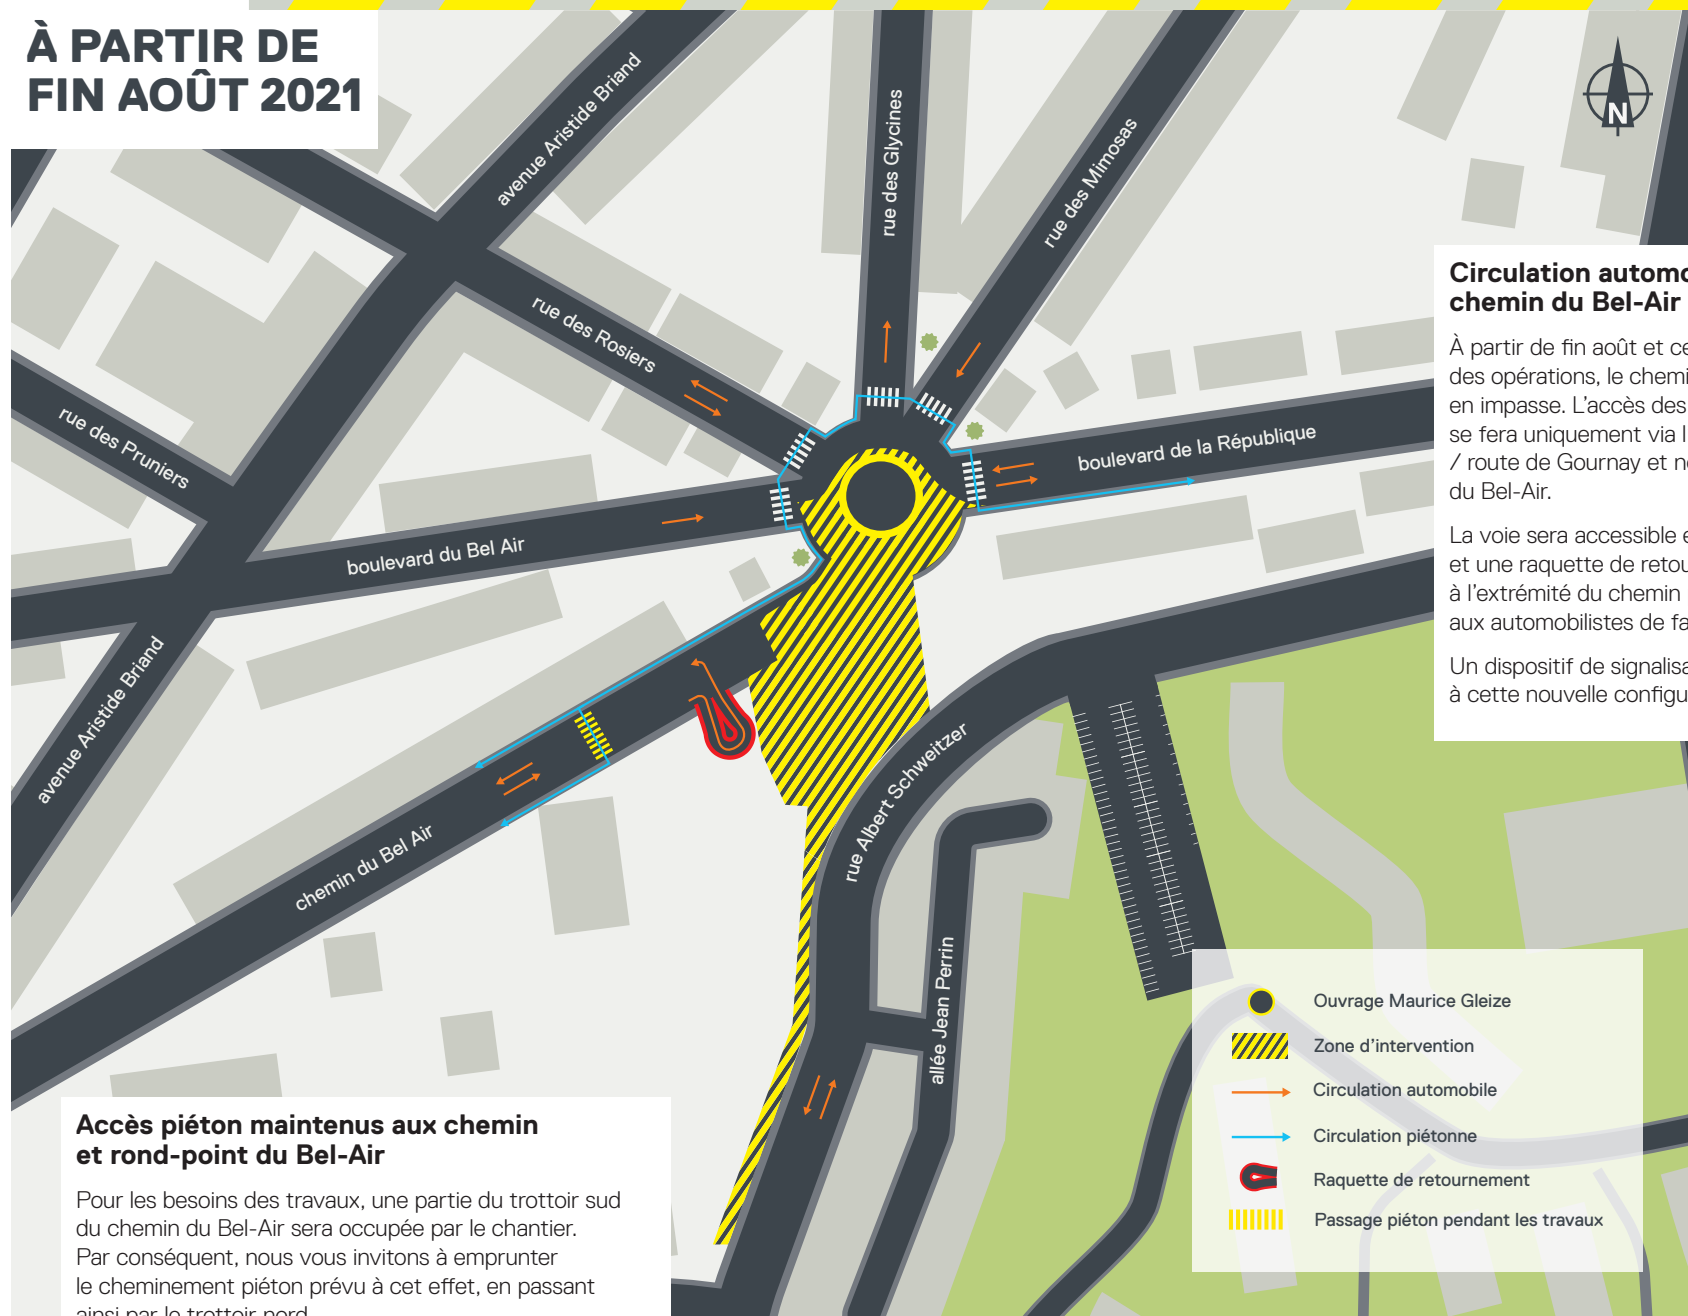 À PARTIR DE
FIN AOÛT 2021
N
avenue Aristide Briand
rue des Glycines
rue des Mimosas
rue des Rosiers
rue des Pruniers
boulevard de la République
boulevard du Bel Air
avenue Aristide Briand
chemin du Bel Air
rue Albert Schweitzer
allée Jean Perrin
Circulation
chemin du Bel-Air
À partir de fin août et
des opérations, le
en impasse. L'accès des
se fera uniquement via
/ route de Gournay et
du Bel-Air.
La voie sera accessible
et une raquette de
à l'extrémité du chemin
aux automobilistes de
Un dispositif de
à cette nouvelle
Ouvrage Maurice Gleize
Zone d'intervention
Circulation automobile
Circulation piétonne
Raquette de retournement
Passage piéton pendant les travaux
Accès piéton maintenus aux chemin
et rond-point du Bel-Air
Pour les besoins des travaux, une partie du trottoir sud
du chemin du Bel-Air sera occupée par le chantier.
Par conséquent, nous vous invitons à emprunter
le cheminement piéton prévu à cet effet, en passant
ainsi par le trottoir nord